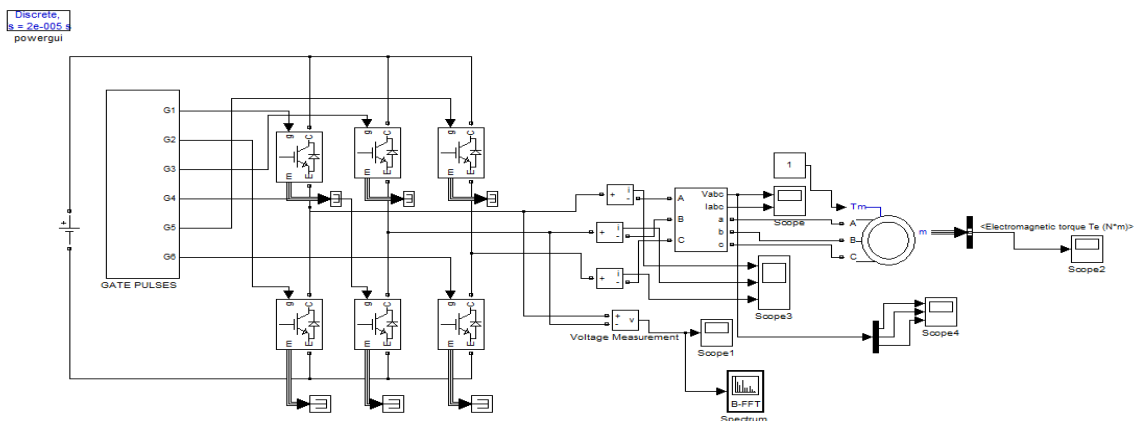 Discrete,
s = 2e-005 s
powergui
G1
G2
G3
G4
G5
G6
GATE PULSES
g C
g C
g C
m E
m E
m E
g C
g C
g C
m E
m E
m E
+
+ i
-
+ i
-
+ i
-
A
B
C
Vabc
Iabc
a
b
c
1
Scope
Tm
A
B
C
m
<Electromagnetic torque Te (N*m)>
Scope2
Scope3
Scope4
+
- v
Voltage Measurement
Scope1
B-FFT
Spectrum